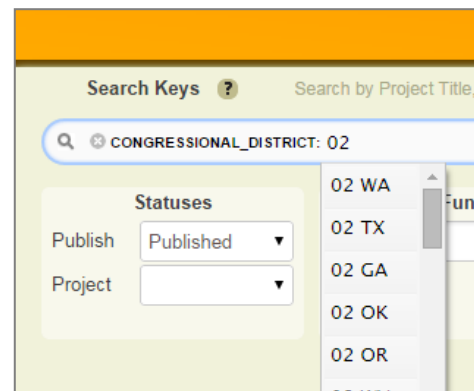 Search Keys ? Search by Project Title,
CONGRESSIONAL_DISTRICT: 02
02 WA
Statuses
Fun
Publish Published
02 TX
Project
02 GA
02 OK
02 OR